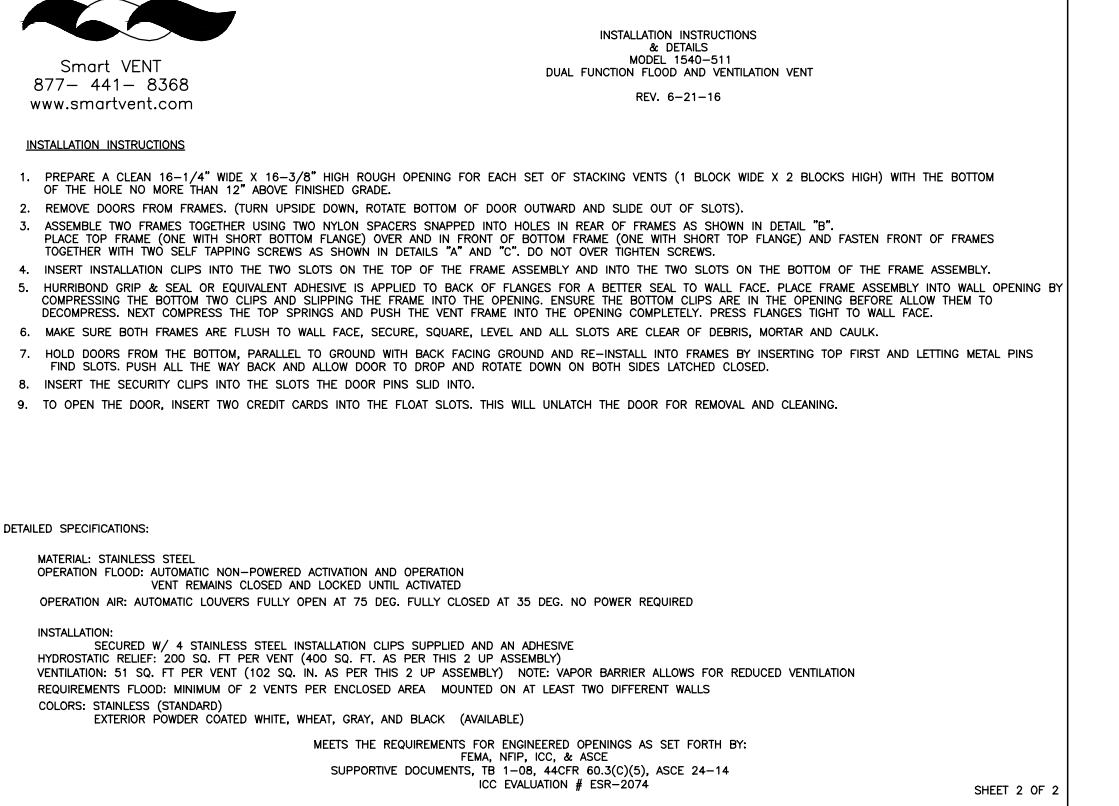 Smart VENT
877- 441- 8368
www.smartvent.com
INSTALLATION INSTRUCTIONS
& DETAILS
MODEL 1540-511
DUAL FUNCTION FLOOD AND VENTILATION VENT
REV. 6-21-16
INSTALLATION INSTRUCTIONS
1. PREPARE A CLEAN 16-1/4" WIDE X 16-3/8" HIGH ROUGH OPENING FOR EACH SET OF STACKING VENTS (1 BLOCK WIDE X 2 BLOCKS HIGH) WITH THE BOTTOM
OF THE HOLE NO MORE THAN 12" ABOVE FINISHED GRADE.
2. REMOVE DOORS FROM FRAMES. (TURN UPSIDE DOWN, ROTATE BOTTOM OF DOOR OUTWARD AND SLIDE OUT OF SLOTS).
3. ASSEMBLE TWO FRAMES TOGETHER USING TWO NYLON SPACERS SNAPPED INTO HOLES IN REAR OF FRAMES AS SHOWN IN DETAIL "B".
PLACE TOP FRAME (ONE WITH SHORT BOTTOM FLANGE) OVER AND IN FRONT OF BOTTOM FRAME (ONE WITH SHORT TOP FLANGE) AND FASTEN FRONT OF FRAMES
TOGETHER WITH TWO SELF TAPPING SCREWS AS SHOWN IN DETAILS "A" AND "C". DO NOT OVER TIGHTEN SCREWS.
4. INSERT INSTALLATION CLIPS INTO THE TWO SLOTS ON THE TOP OF THE FRAME ASSEMBLY AND INTO THE TWO SLOTS ON THE BOTTOM OF THE FRAME ASSEMBLY.
5. HURRIBOND GRIP & SEAL OR EQUIVALENT ADHESIVE IS APPLIED TO BACK OF FLANGES FOR A BETTER SEAL TO WALL FACE. PLACE FRAME ASSEMBLY INTO WALL OPENING BY
COMPRESSING THE BOTTOM TWO CLIPS AND SLIPPING THE FRAME INTO THE OPENING. ENSURE THE BOTTOM CLIPS ARE IN THE OPENING BEFORE ALLOW THEM TO
DECOMPRESS. NEXT COMPRESS THE TOP SPRINGS AND PUSH THE VENT FRAME INTO THE OPENING COMPLETELY. PRESS FLANGES TIGHT TO WALL FACE.
6. MAKE SURE BOTH FRAMES ARE FLUSH TO WALL FACE, SECURE, SQUARE, LEVEL AND ALL SLOTS ARE CLEAR OF DEBRIS, MORTAR AND CAULK.
7. HOLD DOORS FROM THE BOTTOM, PARALLEL TO GROUND WITH BACK FACING GROUND AND RE-INSTALL INTO FRAMES BY INSERTING TOP FIRST AND LETTING METAL PINS
FIND SLOTS. PUSH ALL THE WAY BACK AND ALLOW DOOR TO DROP AND ROTATE DOWN ON BOTH SIDES LATCHED CLOSED.
8. INSERT THE SECURITY CLIPS INTO THE SLOTS THE DOOR PINS SLID INTO.
9. TO OPEN THE DOOR, INSERT TWO CREDIT CARDS INTO THE FLOAT SLOTS. THIS WILL UNLATCH THE DOOR FOR REMOVAL AND CLEANING.
DETAILED SPECIFICATIONS:
MATERIAL: STAINLESS STEEL
OPERATION FLOOD: AUTOMATIC NON-POWERED ACTIVATION AND OPERATION
VENT REMAINS CLOSED AND LOCKED UNTIL ACTIVATED
OPERATION AIR: AUTOMATIC LOUVERS FULLY OPEN AT 75 DEG. FULLY CLOSED AT 35 DEG. NO POWER REQUIRED
INSTALLATION:
SECURED W/ 4 STAINLESS STEEL INSTALLATION CLIPS SUPPLIED AND AN ADHESIVE
HYDROSTATIC RELIEF: 200 SQ. FT PER VENT (400 SQ. FT. AS PER THIS 2 UP ASSEMBLY)
VENTILATION: 51 SQ. FT PER VENT (102 SQ. IN. AS PER THIS 2 UP ASSEMBLY) NOTE: VAPOR BARRIER ALLOWS FOR REDUCED VENTILATION
REQUIREMENTS FLOOD: MINIMUM OF 2 VENTS PER ENCLOSED AREA MOUNTED ON AT LEAST TWO DIFFERENT WALLS
COLORS: STAINLESS (STANDARD)
EXTERIOR POWDER COATED WHITE, WHEAT, GRAY, AND BLACK (AVAILABLE)
MEETS THE REQUIREMENTS FOR ENGINEERED OPENINGS AS SET FORTH BY:
FEMA, NFIP, ICC, & ASCE
SUPPORTIVE DOCUMENTS, TB 1-08, 44CFR 60.3(C)(5), ASCE 24-14
ICC EVALUATION # ESR-2074
SHEET 2 OF 2